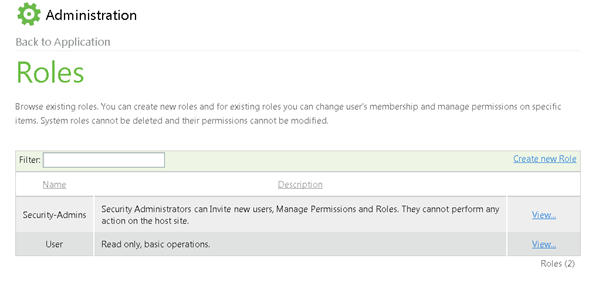 Administration
Back to Application
Roles
Browse existing roles. You can create new roles and for existing roles you can change user's membership and manage permissions on specific
items. System roles cannot be deleted and their permissions cannot be modified.
Filter: Create new Role
Name Description
Security-Admins Security Administrators can Invite new users, Manage Permissions and Roles. They cannot perform any
action on the host site. View...
User Read only, basic operations. View...
Roles (2)